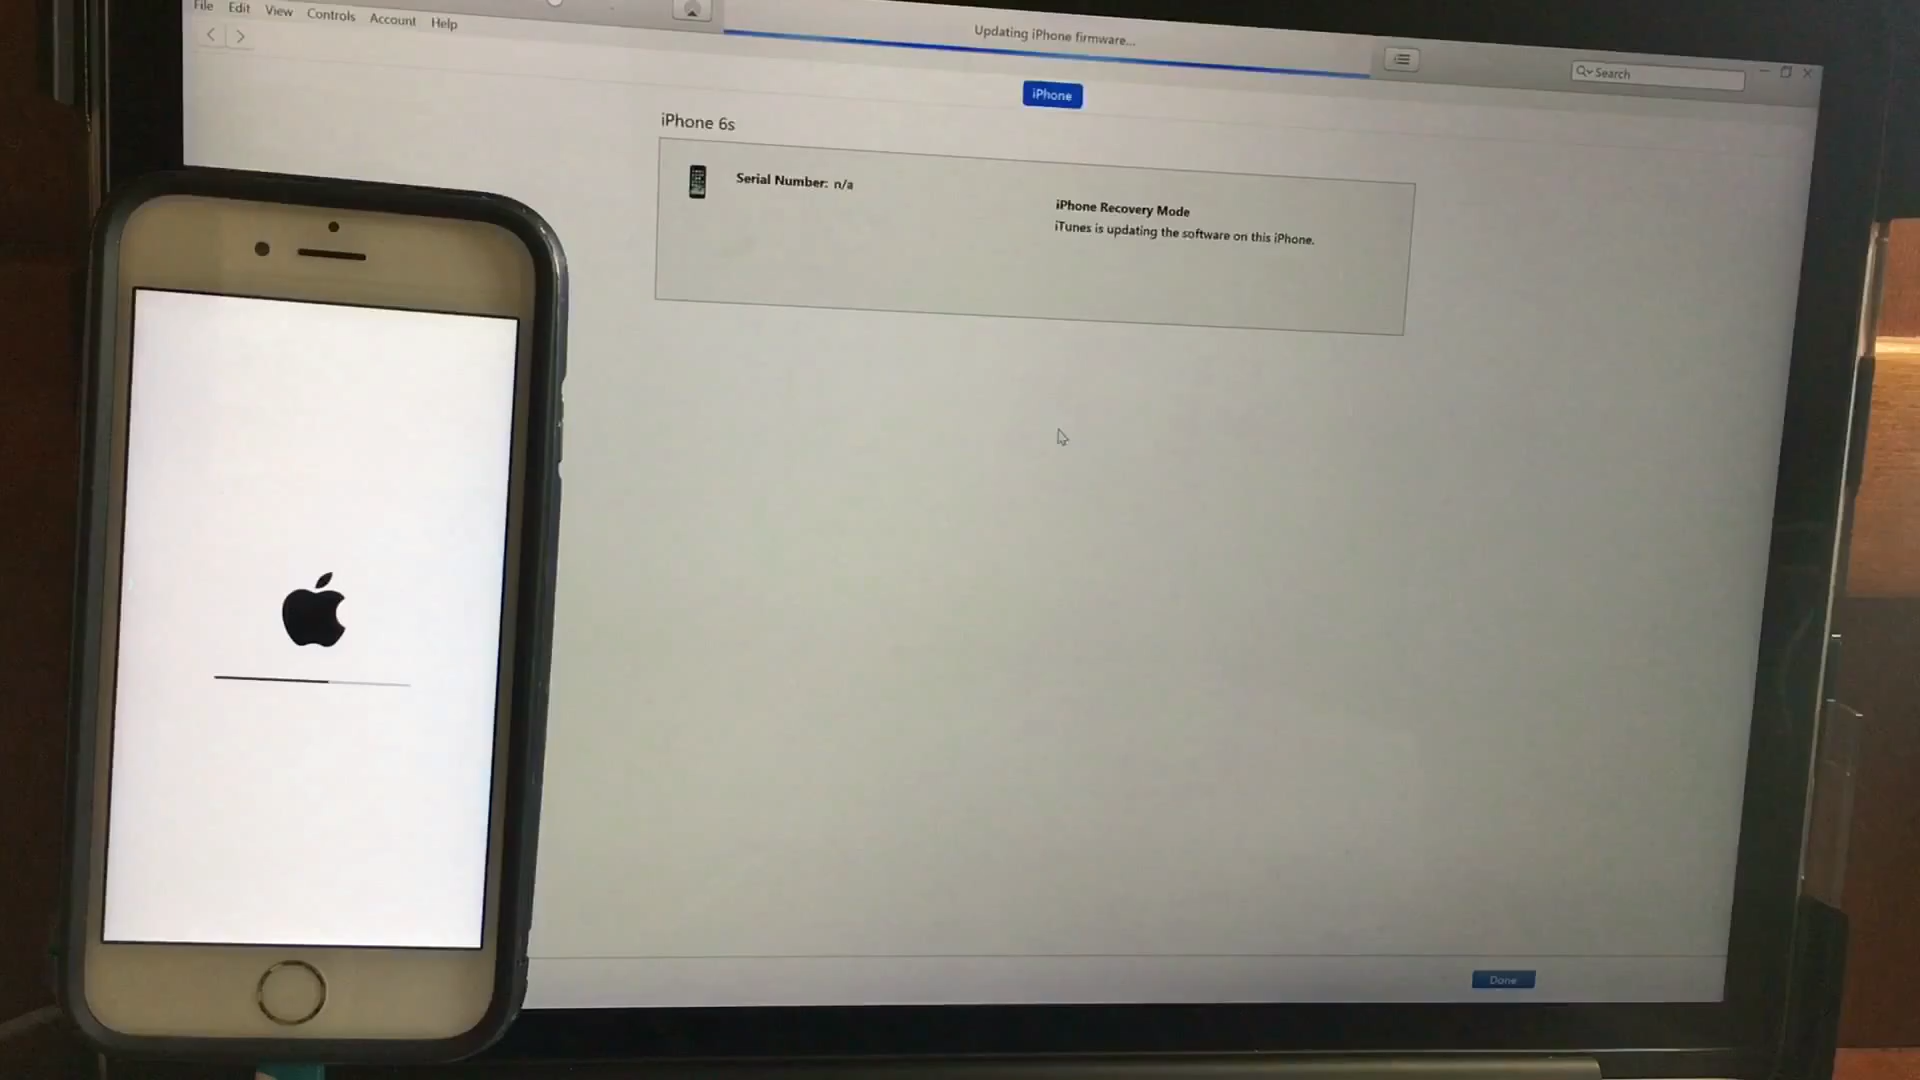 File Edit View Controls Account Help
Updating iPhone firmware...
Search
iPhone
iPhone 6s
Serial Number: n/a
iPhone Recovery Mode
iTunes is updating the software on this iPhone.
Done